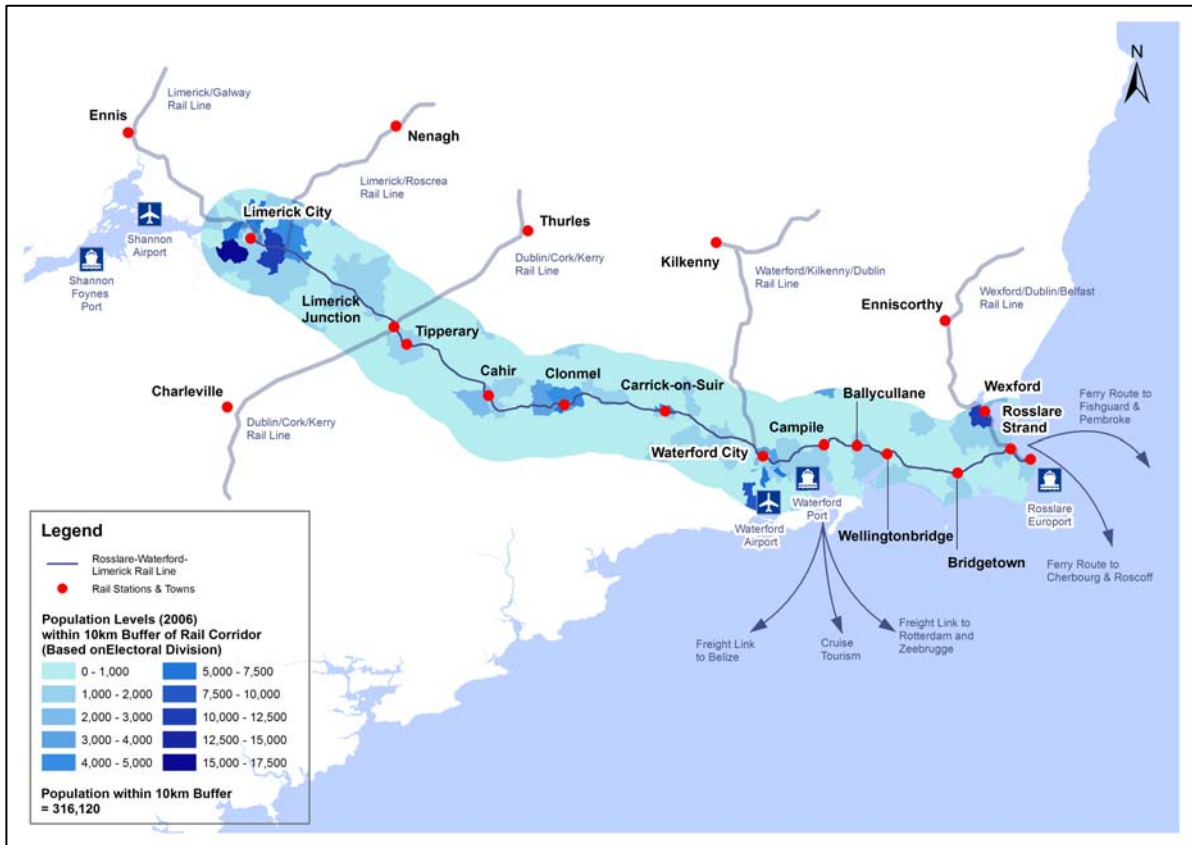 N
Limerick/Galway
Rail Line
Ennis
Nenagh
Limerick/Roscrea
Rail Line
Limerick City
Shannon
Airport
Shannon
Foynes
Port
Thurles
Dublin/Cork/Kerry
Rail Line
Kilkenny
Waterford/Kilkenny/Dublin
Rail Line
Wexford/Dublin/Belfast
Rail Line
Enniscorthy
Limerick
Junction
Tipperary
Charleville
Dublin/Cork/Kerry
Rail Line
Cahir
Clonmel
Carrick-on-Suir
Waterford City
Campile
Ballycullane
Wexford
Rosslare
Strand
Ferry Route to
Fishguard &
Pembroke
Waterford
Airport
Waterford
Port
Wellingtonbridge
Bridgetown
Rosslare
Europort
Ferry Route to
Cherbourg & Roscoff
Freight Link
to Belize
Cruise
Tourism
Freight Link to
Rotterdam and
Zeebrugge
Legend
Rosslare-Waterford-
Limerick Rail Line
Rail Stations & Towns
Population Levels (2006)
within 10km Buffer of Rail Corridor
(Based onElectoral Division)
0 - 1,000
1,000 - 2,000
2,000 - 3,000
3,000 - 4,000
4,000 - 5,000
5,000 - 7,500
7,500 - 10,000
10,000 - 12,500
12,500 - 15,000
15,000 - 17,500
Population within 10km Buffer
= 316,120